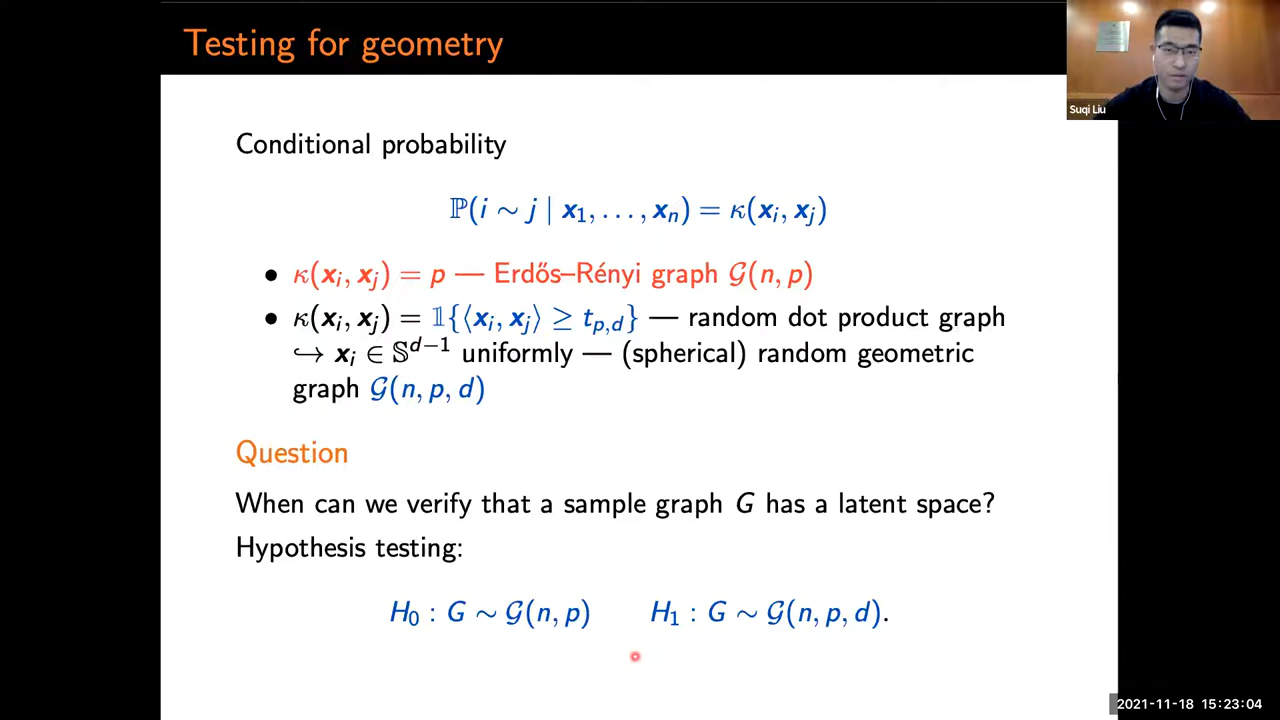 Testing for geometry
Suqi Liu
Conditional probability
ℙ(i ∼ j | x₁, …, xₙ) = κ(xᵢ, xⱼ)
• κ(xᵢ, xⱼ) = p — Erdős–Rényi graph 𝒢(n, p)
• κ(xᵢ, xⱼ) = 𝟙{⟨xᵢ, xⱼ⟩ ≥ t_{p,d}} — random dot product graph
↪ xᵢ ∈ 𝕊^{d−1} uniformly — (spherical) random geometric
graph 𝒢(n, p, d)
Question
When can we verify that a sample graph G has a latent space?
Hypothesis testing:
H₀ : G ∼ 𝒢(n, p) H₁ : G ∼ 𝒢(n, p, d).
2021-11-18 15:23:04